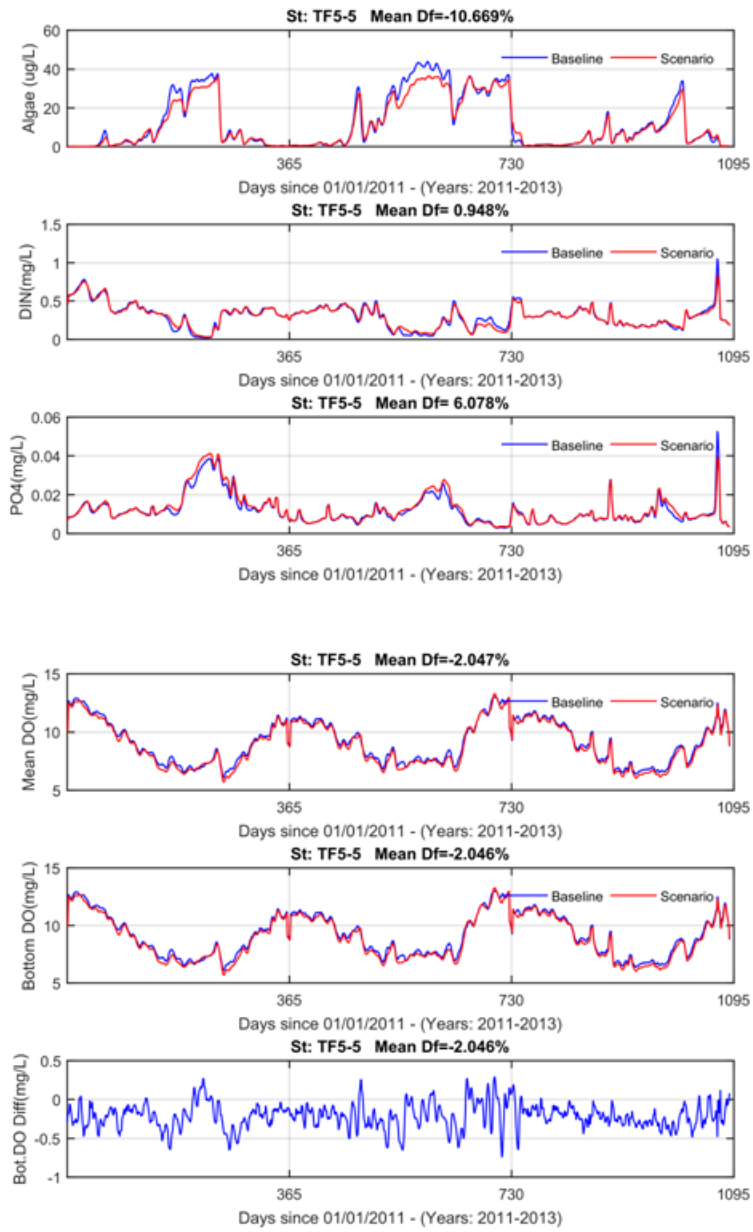 St: TF5-5 Mean Df=-10.669%
60
40
20
0
Algae (ug/L)
Baseline
Scenario
365
730
1095
Days since 01/01/2011 - (Years: 2011-2013)
St: TF5-5 Mean Df= 0.948%
1.5
1
0.5
0
DIN(mg/L)
Baseline
Scenario
365
730
1095
Days since 01/01/2011 - (Years: 2011-2013)
St: TF5-5 Mean Df= 6.078%
0.06
0.04
0.02
0
PO4(mg/L)
Baseline
Scenario
365
730
1095
Days since 01/01/2011 - (Years: 2011-2013)
St: TF5-5 Mean Df=-2.047%
15
10
5
Mean DO(mg/L)
Baseline
Scenario
365
730
1095
Days since 01/01/2011 - (Years: 2011-2013)
St: TF5-5 Mean Df=-2.046%
15
10
5
Bottom DO(mg/L)
Baseline
Scenario
365
730
1095
Days since 01/01/2011 - (Years: 2011-2013)
St: TF5-5 Mean Df=-2.046%
0.5
0
-0.5
-1
Bot.DO Diff(mg/L)
365
730
1095
Days since 01/01/2011 - (Years: 2011-2013)